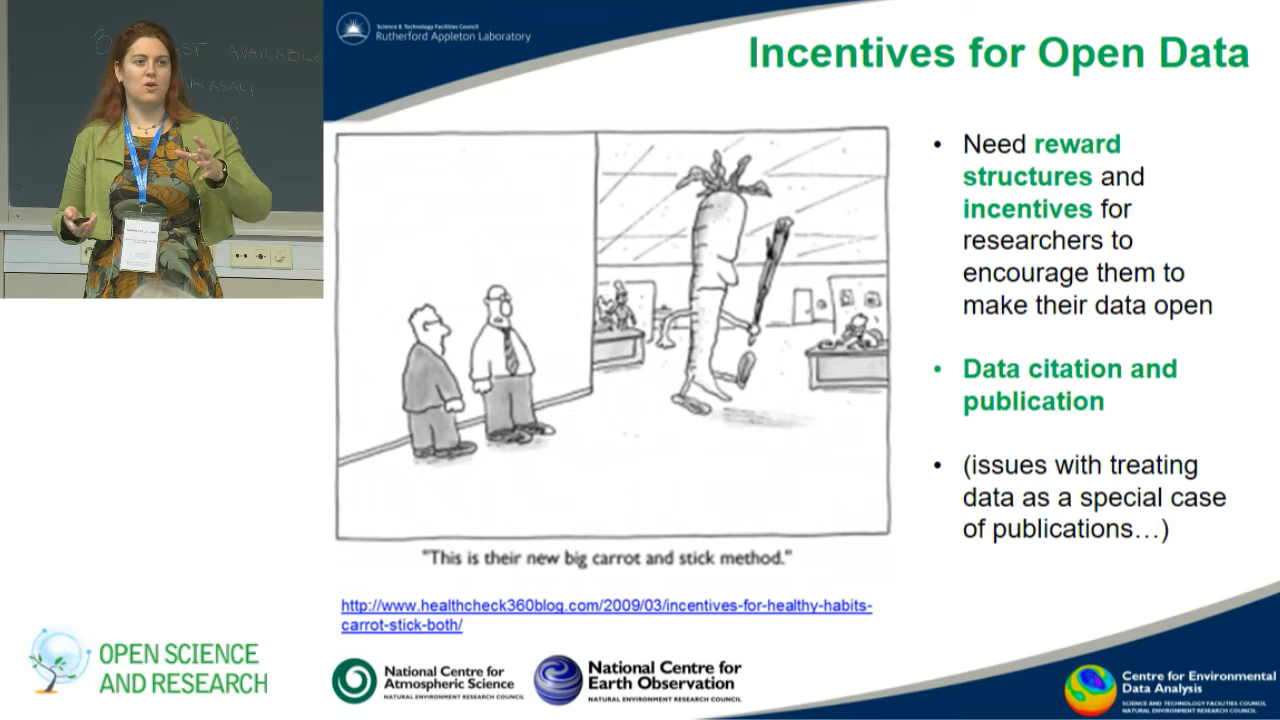 Science & Technology Facilities Council
Rutherford Appleton Laboratory
Incentives for Open Data
AVAILABLE
• Need reward
structures and
incentives for
researchers to
encourage them to
make their data open
• Data citation and
publication
• (issues with treating
data as a special case
of publications…)
"This is their new big carrot and stick method."
http://www.healthcheck360blog.com/2009/03/incentives-for-healthy-habits-
carrot-stick-both/
OPEN SCIENCE
AND RESEARCH
National Centre for
Atmospheric Science
NATURAL ENVIRONMENT RESEARCH COUNCIL
National Centre for
Earth Observation
NATURAL ENVIRONMENT RESEARCH COUNCIL
Centre for Environmental
Data Analysis
SCIENCE AND TECHNOLOGY FACILITIES COUNCIL
NATURAL ENVIRONMENT RESEARCH COUNCIL